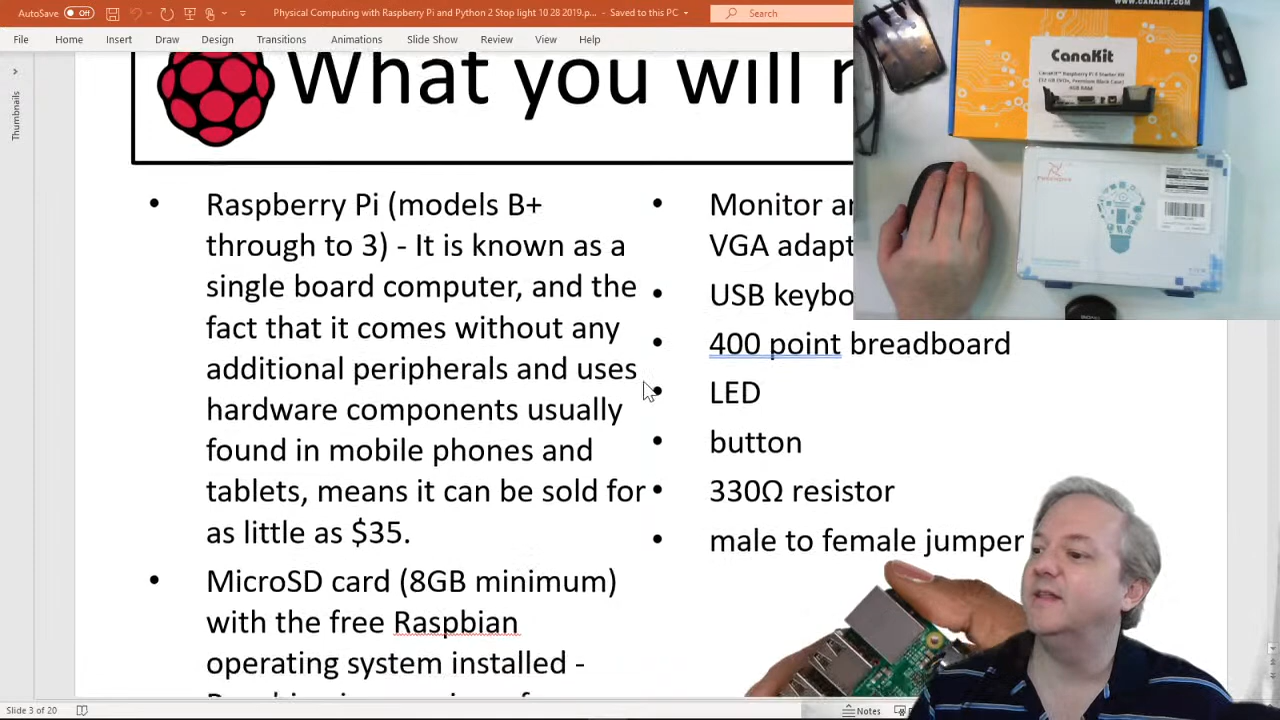 AutoSave Off Physical Computing with Raspberry Pi and Python 2 Stop light 10 28 2019.p... - Saved to this PC Search
File Home Insert Draw Design Transitions Animations Slide Show Review View Help
Thumbnails
What you will
Raspberry Pi (models B+
through to 3) - It is known as a
single board computer, and the
fact that it comes without any
additional peripherals and uses
hardware components usually
found in mobile phones and
tablets, means it can be sold for
as little as $35.
MicroSD card (8GB minimum)
with the free Raspbian
operating system installed -
Monitor
VGA
USB
400 point breadboard
LED
button
330Ω resistor
male to female jumper
WWW.CANAKIT.COM
CanaKit
CanaKit™ Raspberry Pi 4 Starter Kit
4GB RAM
Slide 3 of 20
Notes